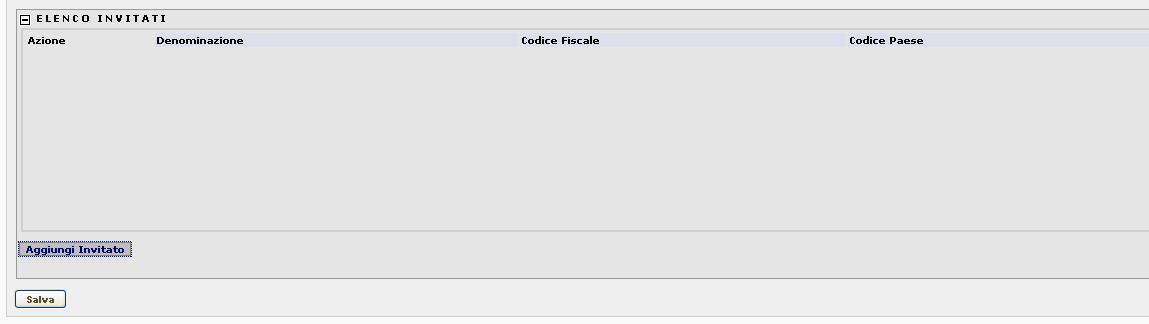 ELENCO INVITATI
Azione Denominazione Codice Fiscale Codice Paese
Aggiungi Invitato
Salva